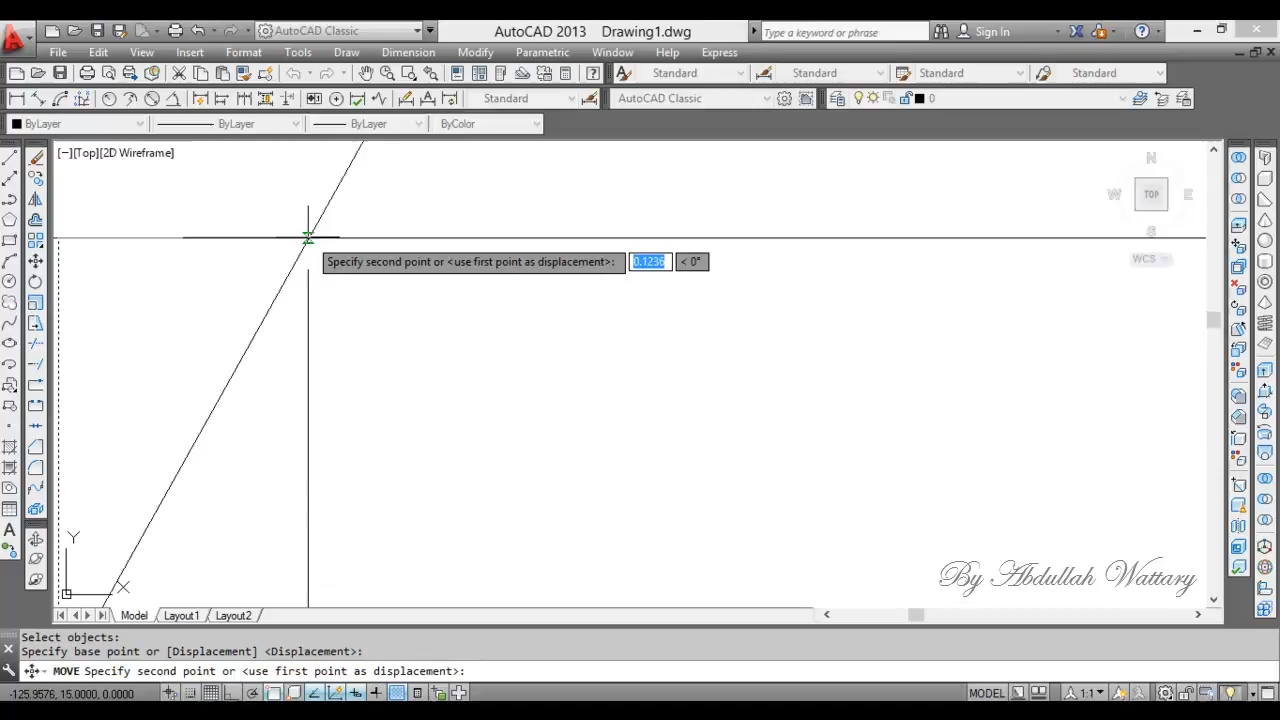 AutoCAD Classic
AutoCAD 2013 Drawing1.dwg
Type a keyword or phrase
Sign In
File Edit View Insert Format Tools Draw Dimension Modify Parametric Window Help Express
Standard Standard Standard Standard
Standard AutoCAD Classic 0
ByLayer ByLayer ByLayer ByColor
[−][Top][2D Wireframe]
N
W TOP E
S
WCS
Specify second point or <use first point as displacement>: 0.1236 < 0°
Y
X
By Abdullah Wattary
Model Layout1 Layout2
Select objects:
Specify base point or [Displacement] <Displacement>:
MOVE Specify second point or <use first point as displacement>:
-125.9576, 15.0000, 0.0000
MODEL 1:1